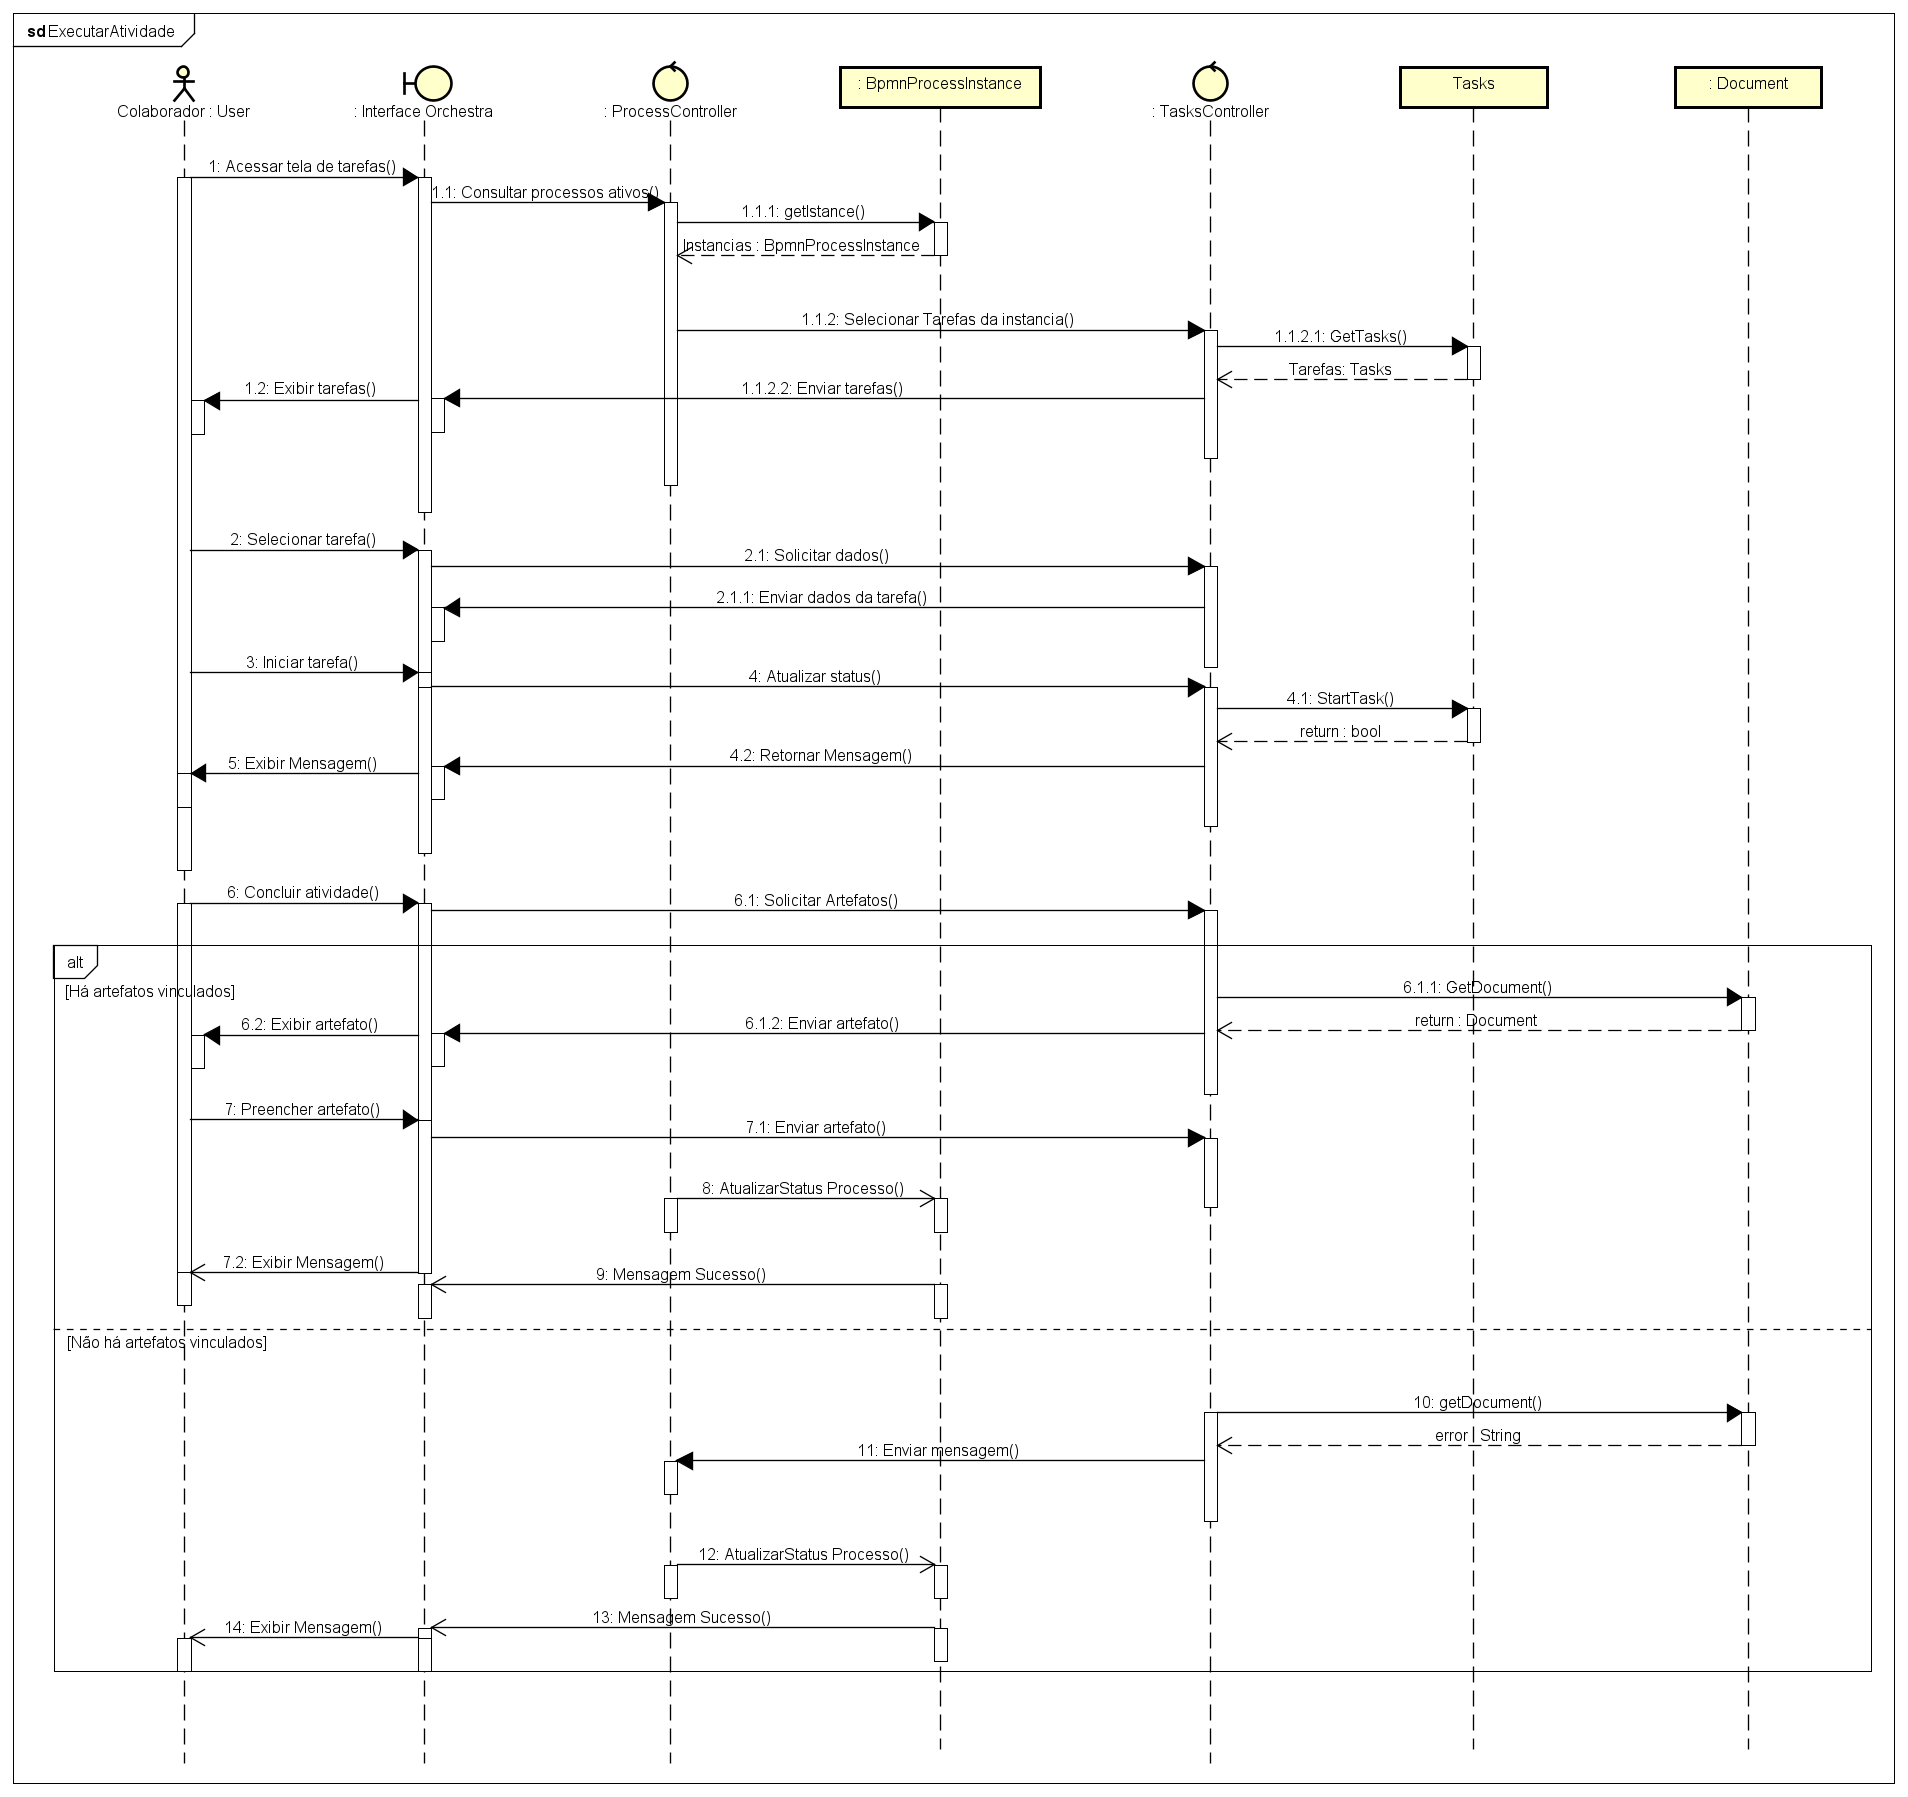 sd ExecutarAtividade
Colaborador : User
: Interface Orchestra
: ProcessController
: BpmnProcessInstance
: TasksController
Tasks
: Document
1: Acessar tela de tarefas()
1.1: Consultar processos ativos()
1.1.1: getIstance()
Instancias : BpmnProcessInstance
1.1.2: Selecionar Tarefas da instancia()
1.1.2.1: GetTasks()
Tarefas: Tasks
1.2: Exibir tarefas()
1.1.2.2: Enviar tarefas()
2: Selecionar tarefa()
2.1: Solicitar dados()
2.1.1: Enviar dados da tarefa()
3: Iniciar tarefa()
4: Atualizar status()
4.1: StartTask()
return : bool
5: Exibir Mensagem()
4.2: Retornar Mensagem()
6: Concluir atividade()
6.1: Solicitar Artefatos()
alt
[Há artefatos vinculados]
6.1.1: GetDocument()
return : Document
6.2: Exibir artefato()
6.1.2: Enviar artefato()
7: Preencher artefato()
7.1: Enviar artefato()
8: AtualizarStatus Processo()
7.2: Exibir Mensagem()
9: Mensagem Sucesso()
[Não há artefatos vinculados]
10: getDocument()
error : String
11: Enviar mensagem()
12: AtualizarStatus Processo()
13: Mensagem Sucesso()
14: Exibir Mensagem()